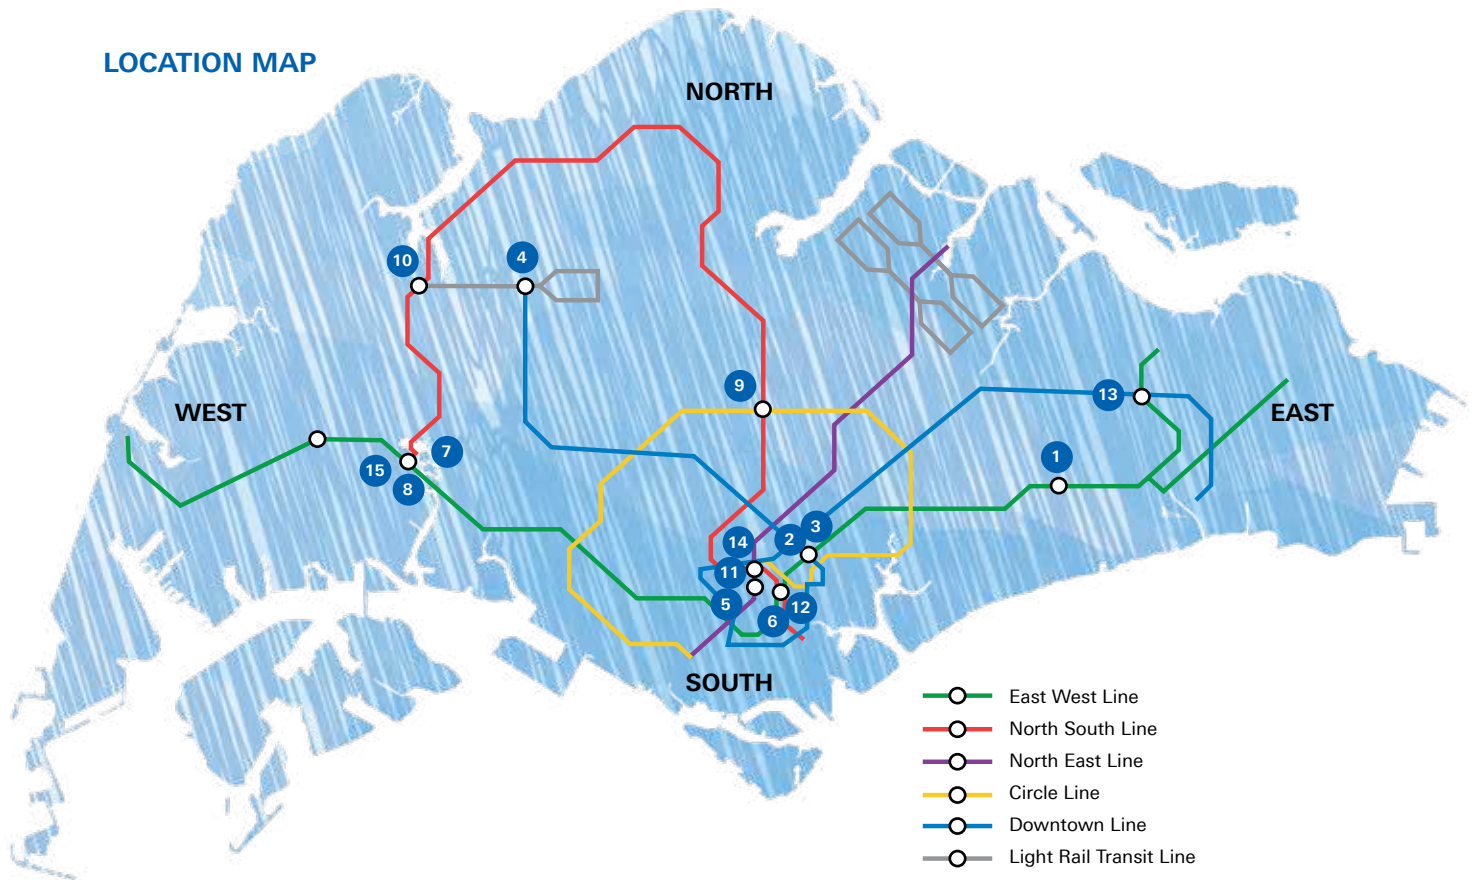 LOCATION MAP
NORTH
4
10
9
13
WEST
EAST
7
1
15
8
3
2
14
11
5
12
6
SOUTH
East West Line
North South Line
North East Line
Circle Line
Downtown Line
Light Rail Transit Line